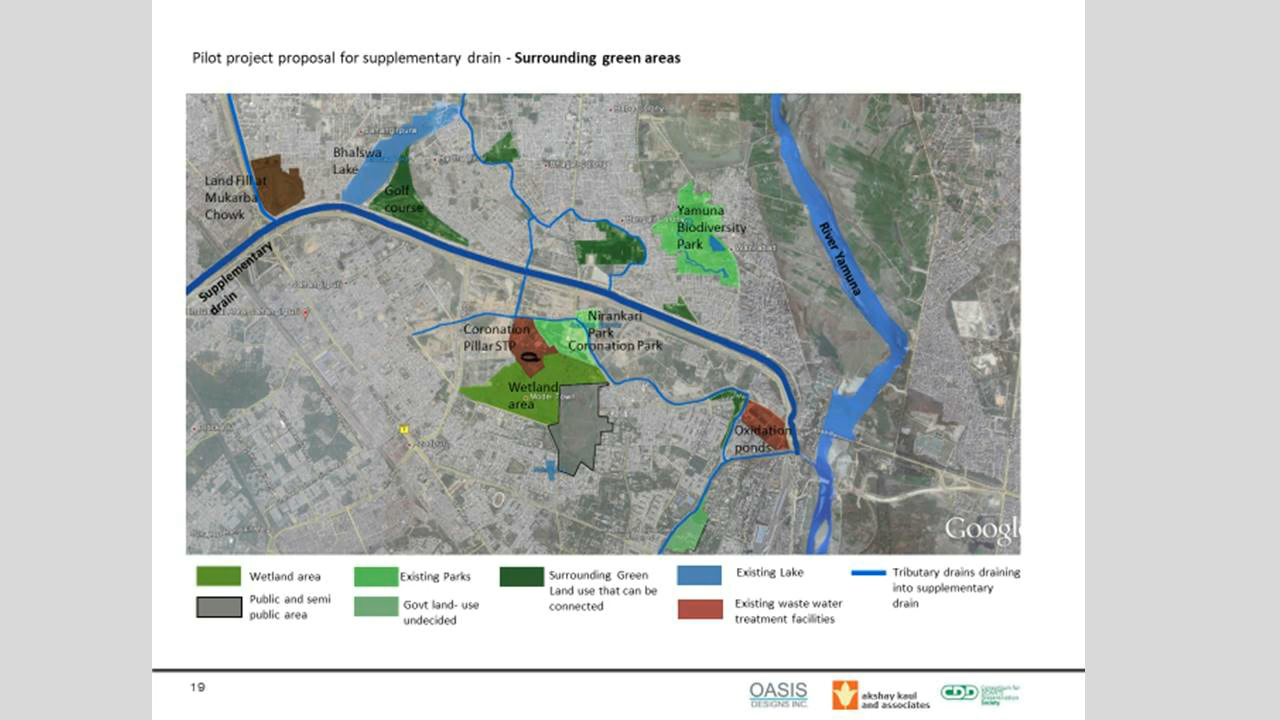 Pilot project proposal for supplementary drain - Surrounding green areas
Bhalswa
Lake
Land Fill at
Mukarba
Chowk
Golf
course
Yamuna
Biodiversity
Park
River Yamuna
Supplementary
drain
Nirankari
Park
Coronation
Pillar STP
Coronation Park
Wetland
area
Model Town
Oxidation
ponds
Google
Wetland area
Public and semi
public area
Existing Parks
Govt land- use
undecided
Surrounding Green
Land use that can be
connected
Existing Lake
Existing waste water
treatment facilities
Tributary drains draining
into supplementary
drain
19
OASIS
DESIGNS INC.
akshay kaul
and associates
CDD
Society